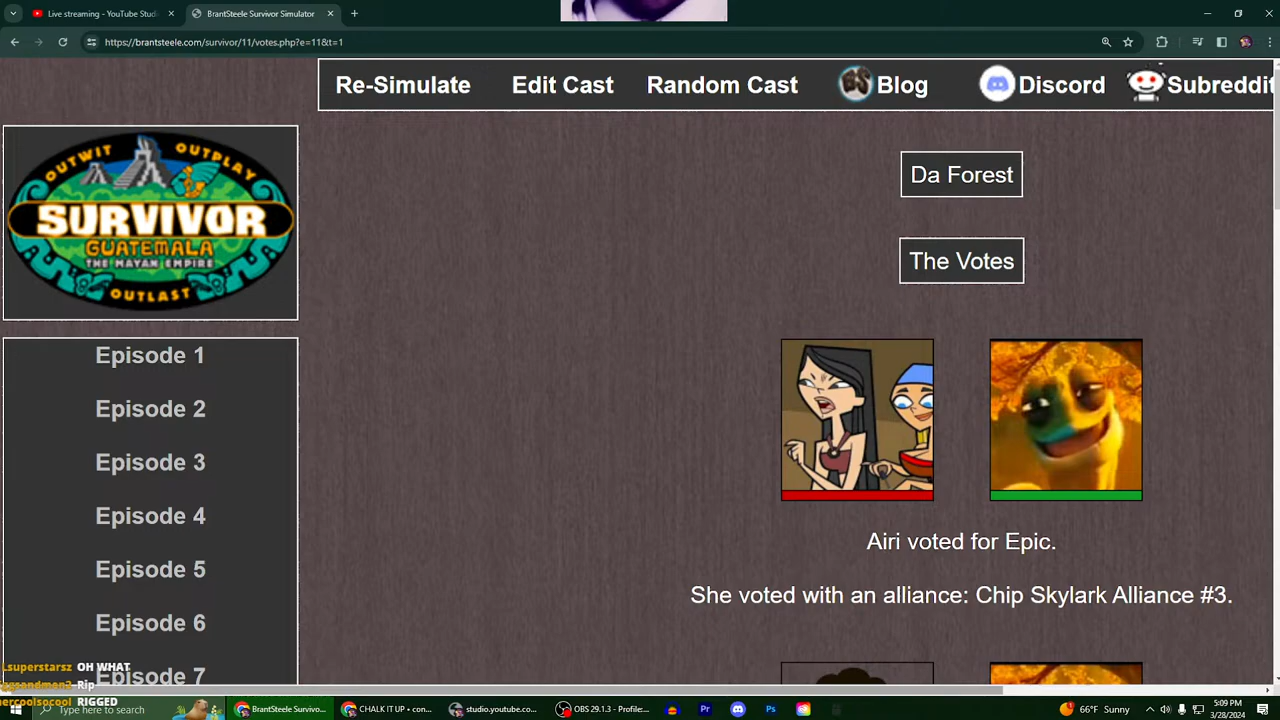 Live streaming - YouTube Studi
BrantSteele Survivor Simulator
https://brantsteele.com/survivor/11/votes.php?e=11&t=1
Re-Simulate
Edit Cast
Random Cast
Blog
Discord
Subreddit
OUTWIT OUTPLAY
SURVIVOR
GUATEMALA
THE MAYAN EMPIRE
OUTLAST
Da Forest
The Votes
Episode 1
Episode 2
Episode 3
Episode 4
Episode 5
Episode 6
Episode 7
Airi voted for Epic.
She voted with an alliance: Chip Skylark Alliance #3.
Lsuperstarsz OH WHAT
Rip
RIGGED
Type here to search
BrantSteele Survivo...
CHALK IT UP • con...
studio.youtube.co...
OBS 29.1.3 - Profile:...
66°F Sunny
5:09 PM
3/28/2024